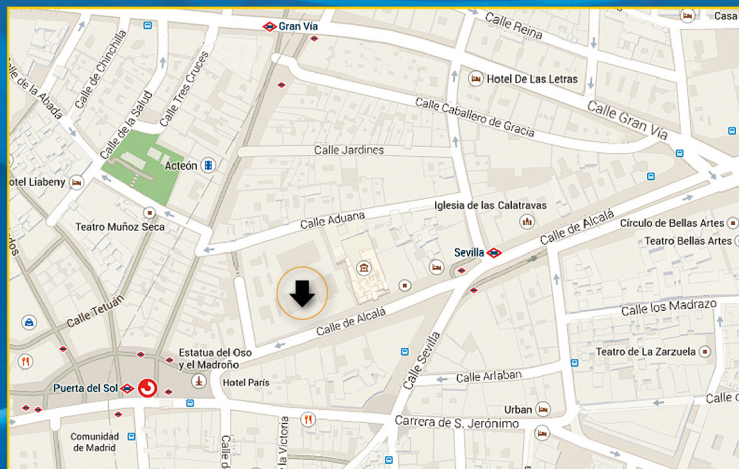 Gran Vía
Calle Reina
Casa
Calle de Chinchilla
Calle de la Abada
Calle de la Salud
Calle Tres Cruces
Hotel De Las Letras
Calle Caballero de Gracia
Calle Gran Vía
Calle Jardines
Acteón
otel Liabeny
Teatro Muñoz Seca
Calle Aduana
Iglesia de las Calatravas
Sevilla
Calle de Alcalá
Círculo de Bellas Artes
Teatro Bellas Artes
Calle Tetuán
Calle de Alcalá
Calle los Madrazo
Calle Sevilla
Teatro de La Zarzuela
Estatua del Oso
y el Madroño
Puerta del Sol
Hotel París
Calle Arlaban
Urban
Carrera de S. Jerónimo
Comunidad
de Madrid
la Victoria